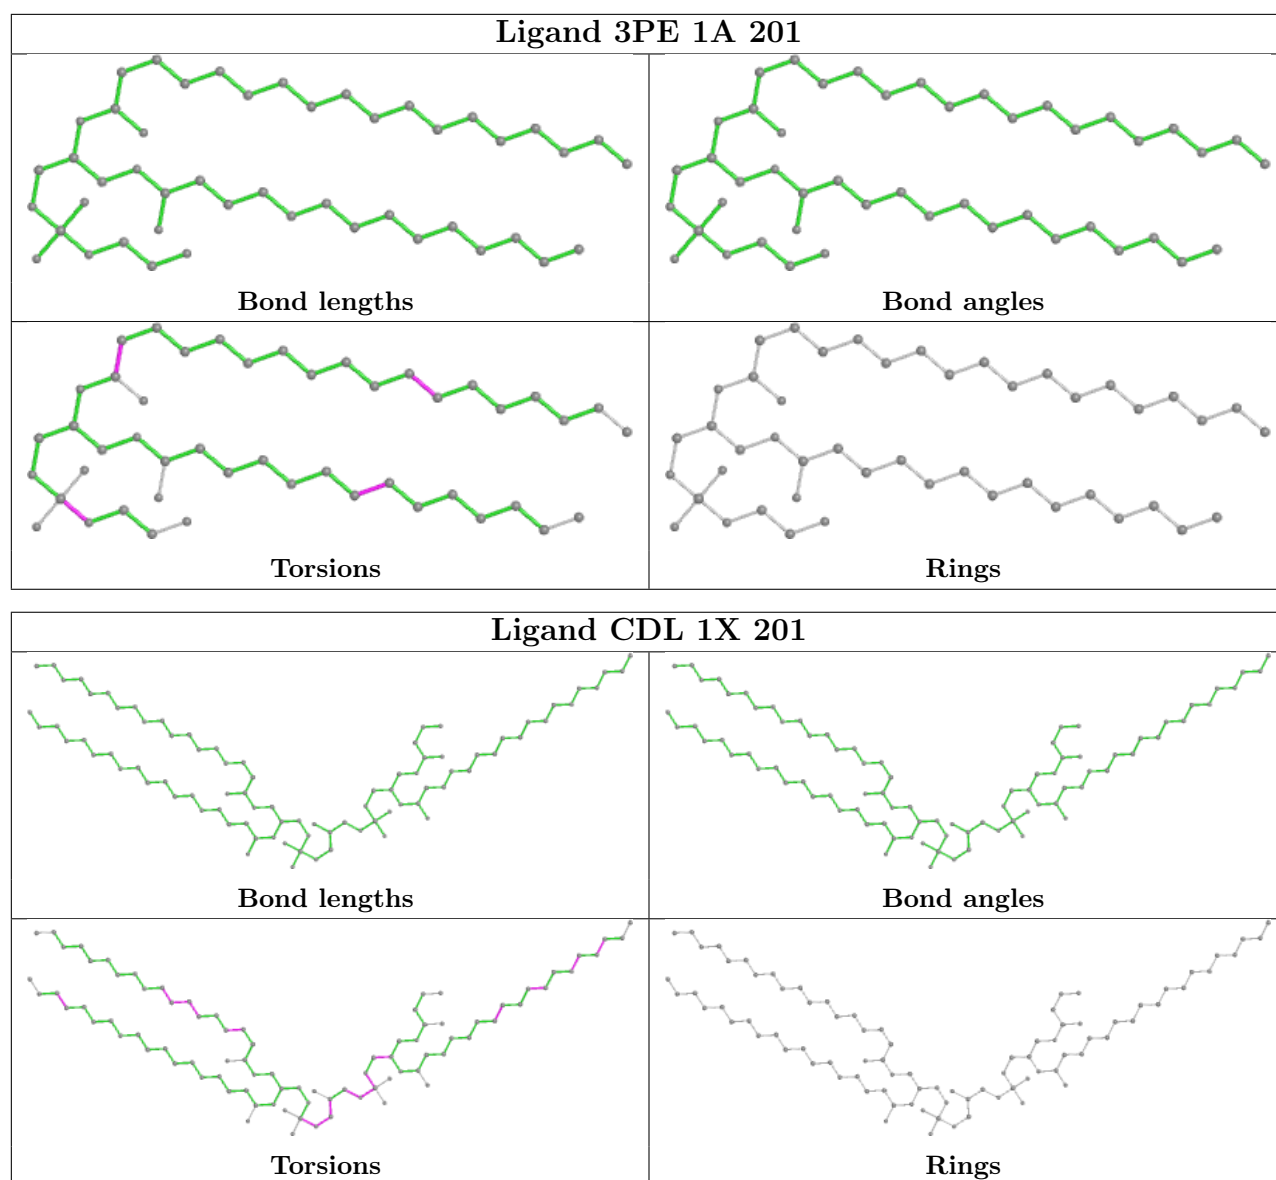 Ligand 3PE 1A 201
Bond lengths
Bond angles
Torsions
Rings
Ligand CDL 1X 201
Bond lengths
Bond angles
Torsions
Rings